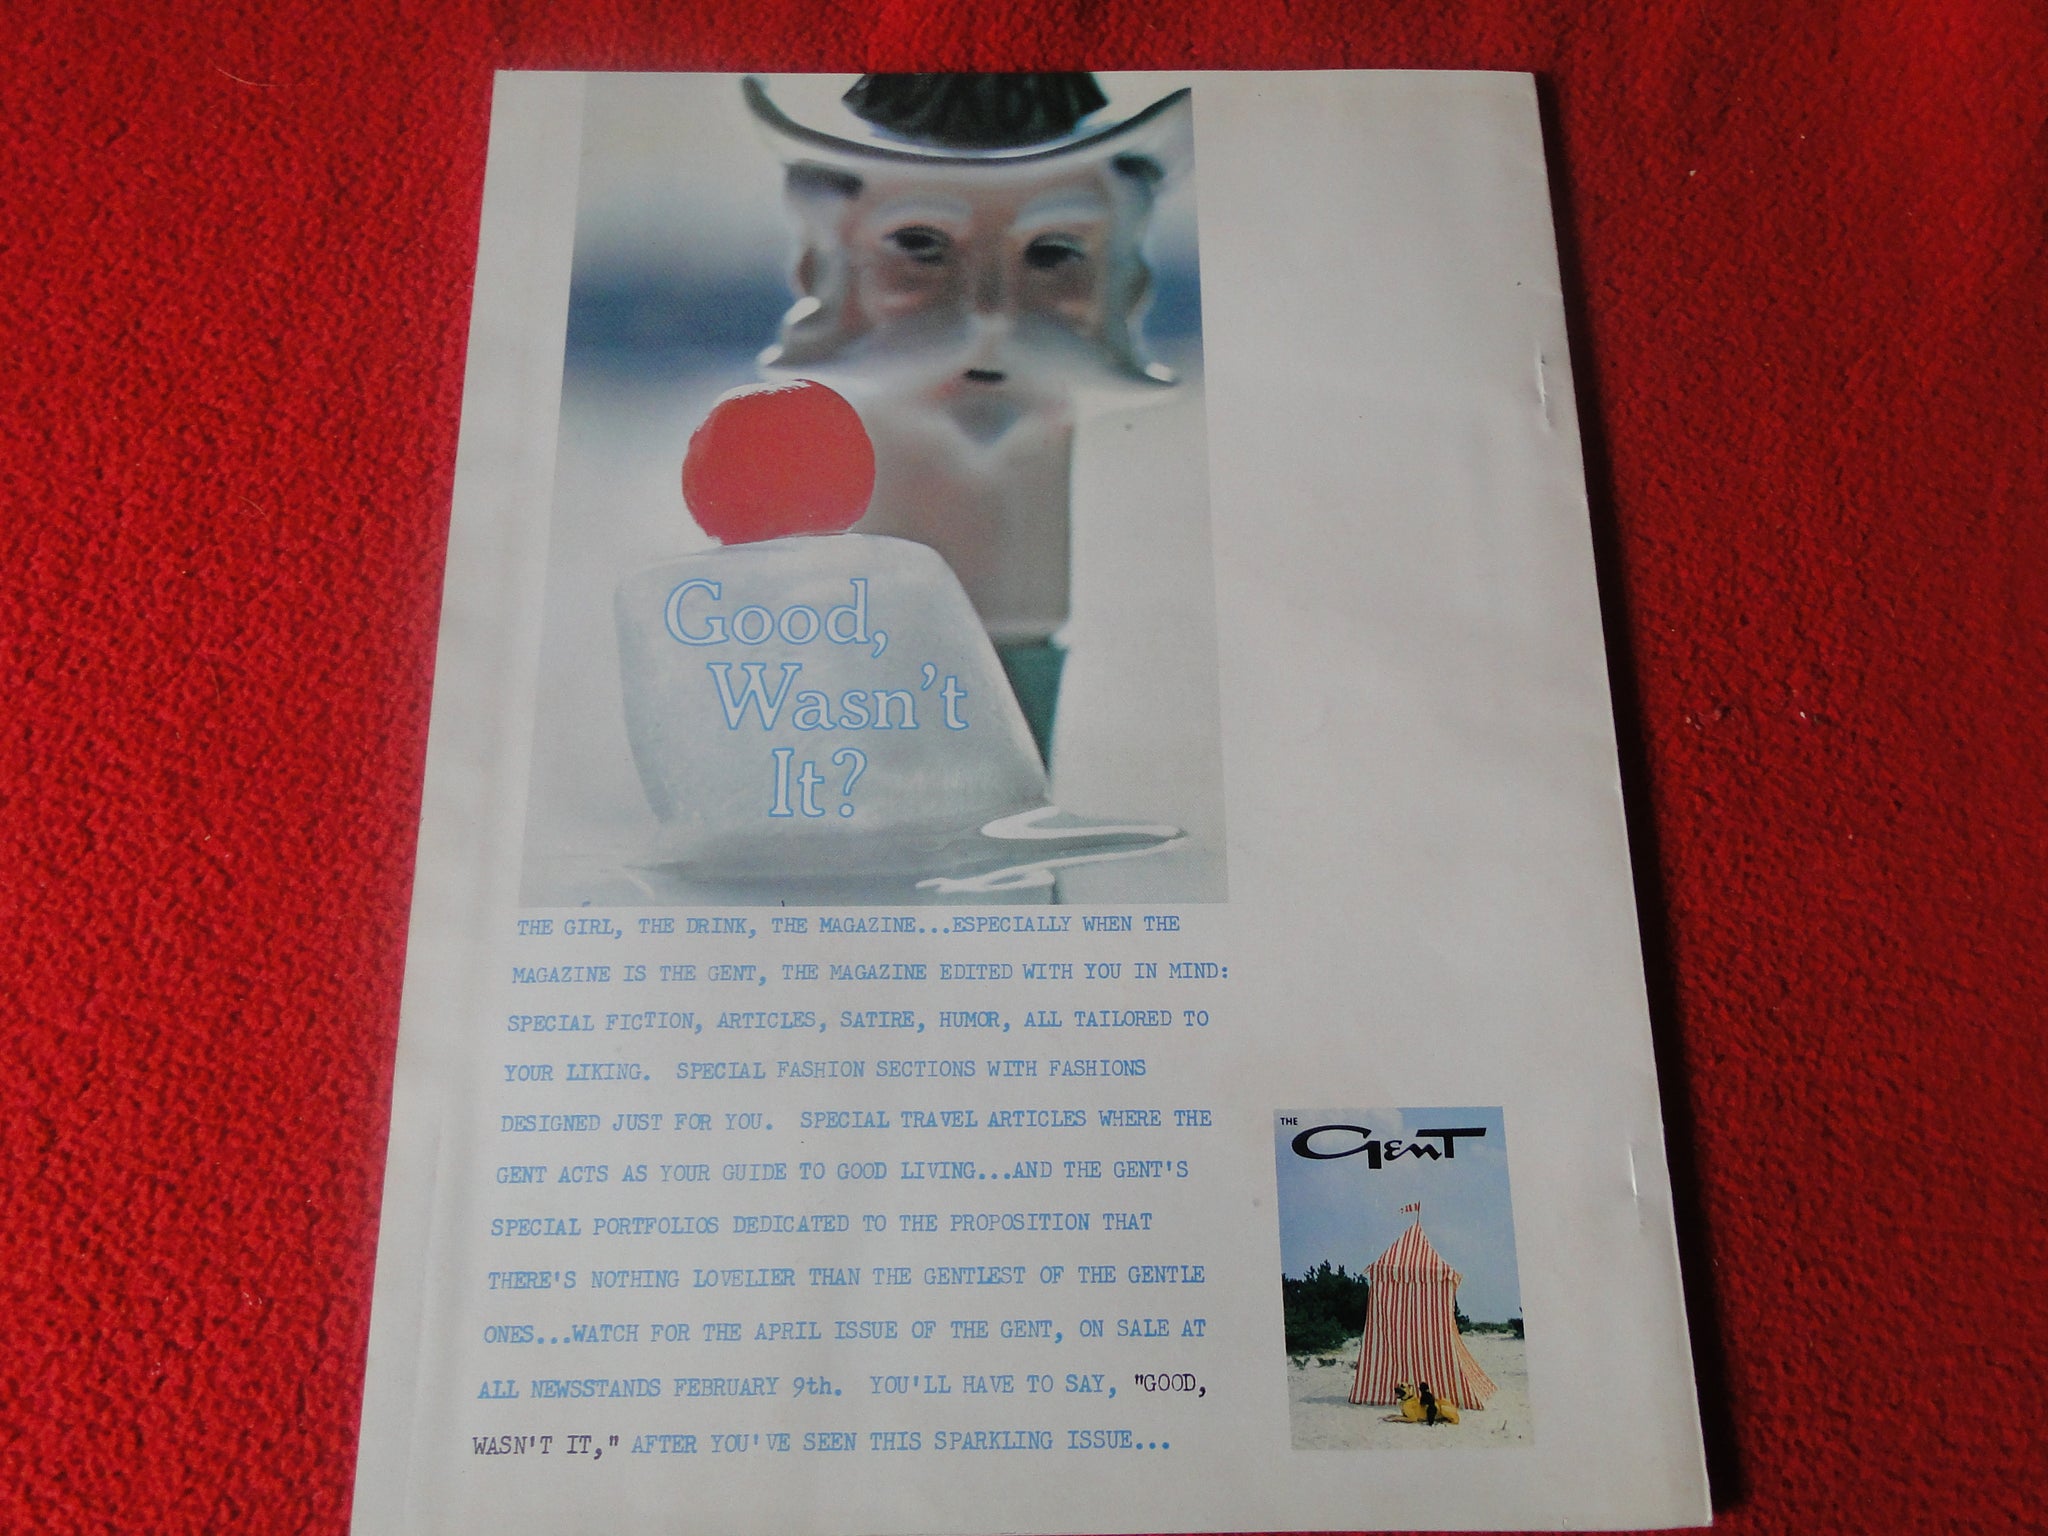 Good,
Wasn't
It?
THE GIRL, THE DRINK, THE MAGAZINE...ESPECIALLY WHEN THE
MAGAZINE IS THE GENT, THE MAGAZINE EDITED WITH YOU IN MIND:
SPECIAL FICTION, ARTICLES, SATIRE, HUMOR, ALL TAILORED TO
YOUR LIKING. SPECIAL FASHION SECTIONS WITH FASHIONS
DESIGNED JUST FOR YOU. SPECIAL TRAVEL ARTICLES WHERE THE
GENT ACTS AS YOUR GUIDE TO GOOD LIVING...AND THE GENT'S
SPECIAL PORTFOLIOS DEDICATED TO THE PROPOSITION THAT
THERE'S NOTHING LOVELIER THAN THE GENTLEST OF THE GENTLE
ONES...WATCH FOR THE APRIL ISSUE OF THE GENT, ON SALE AT
ALL NEWSSTANDS FEBRUARY 9th. YOU'LL HAVE TO SAY, "GOOD,
WASN'T IT," AFTER YOU'VE SEEN THIS SPARKLING ISSUE...
THE
GENT